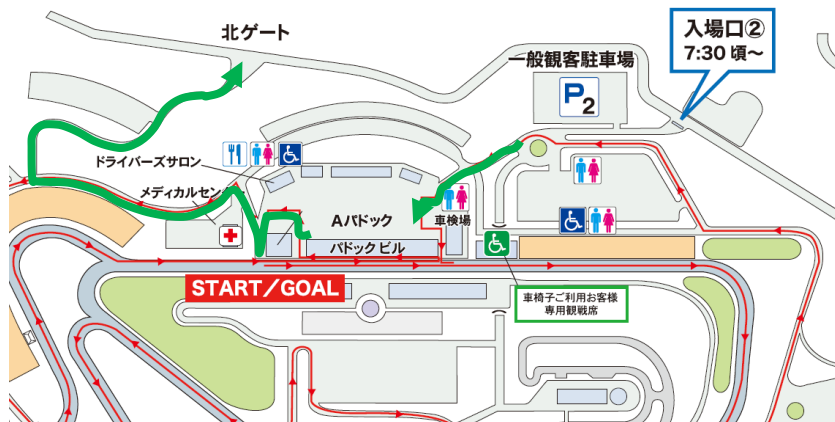 北ゲート
入場口②
7:30 頃～
一般観客駐車場
P2
ドライバーズサロン
メディカルセン
Aパドック
車検場
パドックビル
START/GOAL
車椅子ご利用お客様
専用観戦席